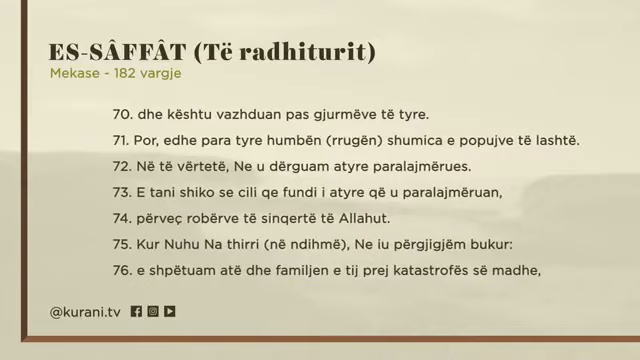 ES-SÂFFÂT (Të radhiturit)
Mekase - 182 vargje
70. dhe kështu vazhduan pas gjurmëve të tyre.
71. Por, edhe para tyre humbën (rrugën) shumica e popujve të lashtë.
72. Në të vërtetë, Ne u dërguam atyre paralajmërues.
73. E tani shiko se cili qe fundi i atyre që u paralajmëruan,
74. përveç robërve të sinqertë të Allahut.
75. Kur Nuhu Na thirri (në ndihmë), Ne iu përgjigjëm bukur:
76. e shpëtuam atë dhe familjen e tij prej katastrofës së madhe,
@kurani.tv